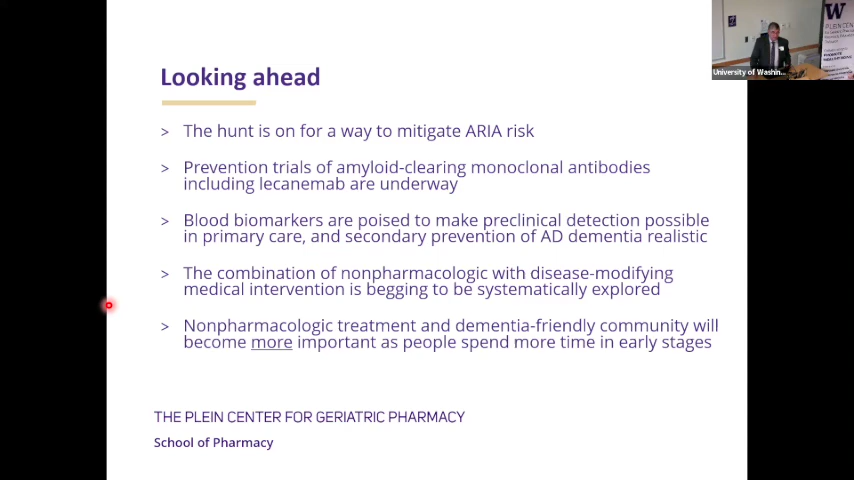 Looking ahead
> The hunt is on for a way to mitigate ARIA risk
> Prevention trials of amyloid-clearing monoclonal antibodies
including lecanemab are underway
> Blood biomarkers are poised to make preclinical detection possible
in primary care, and secondary prevention of AD dementia realistic
> The combination of nonpharmacologic with disease-modifying
medical intervention is begging to be systematically explored
> Nonpharmacologic treatment and dementia-friendly community will
become more important as people spend more time in early stages
THE PLEIN CENTER FOR GERIATRIC PHARMACY
School of Pharmacy
W
PLEIN CEN
University of Washin...